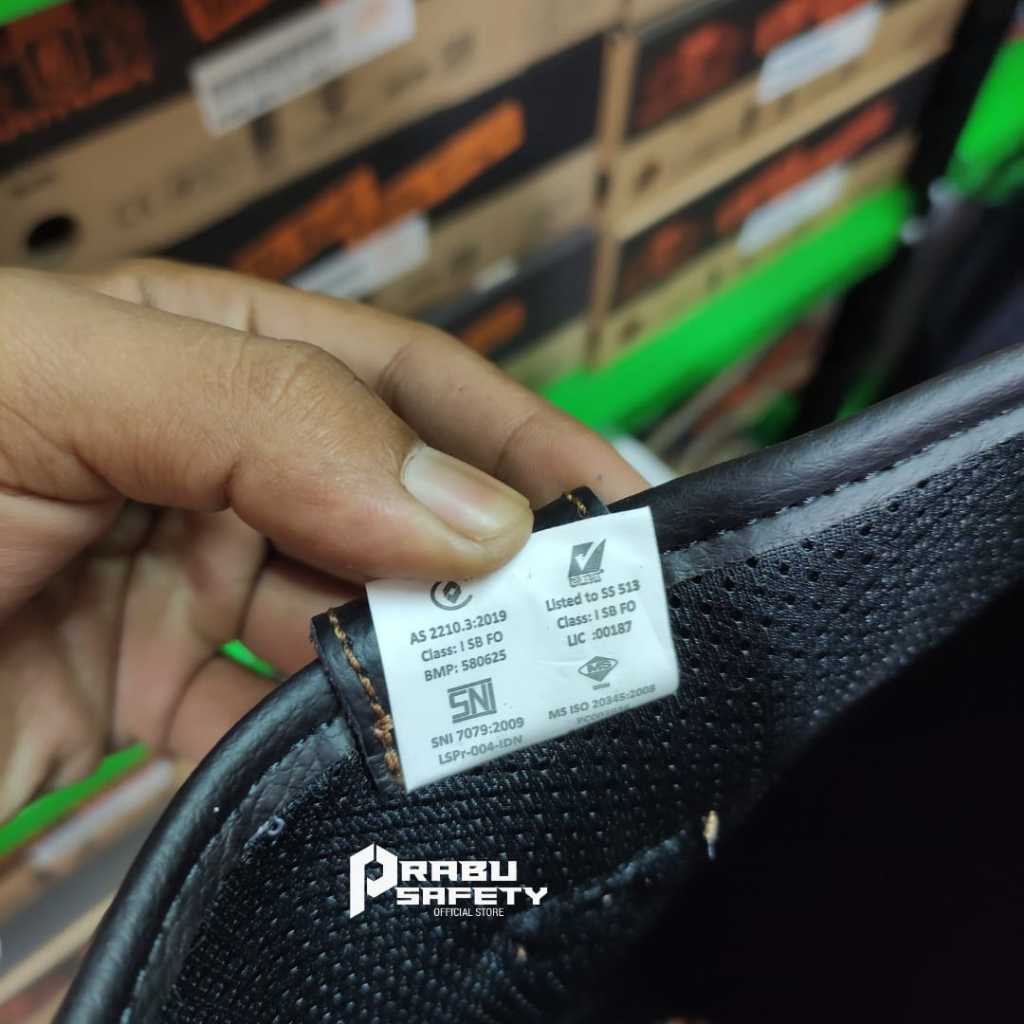 AS 2210.3:2019
Class: I SB FO
BMP: 580625
SNI
SNI 7079:2009
LSPr-004-IDN
Listed to SS 513
Class: I SB FO
LIC :00187
MS
MS ISO 20345:2008
PRABU
SAFETY
OFFICIAL STORE